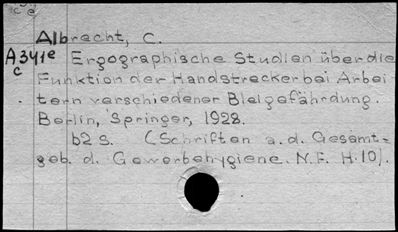 Albrecht, C.
A341e Ergographische Studien über die
c Funktion der Handstrecker bei Arbei-
. tern verschiedener Bleigefährdung.
Berlin, Springer, 1928.
62 S. (Schriften a. d. Gesamt-
geb. d. Gewerbehygiene. N.F. H.10).